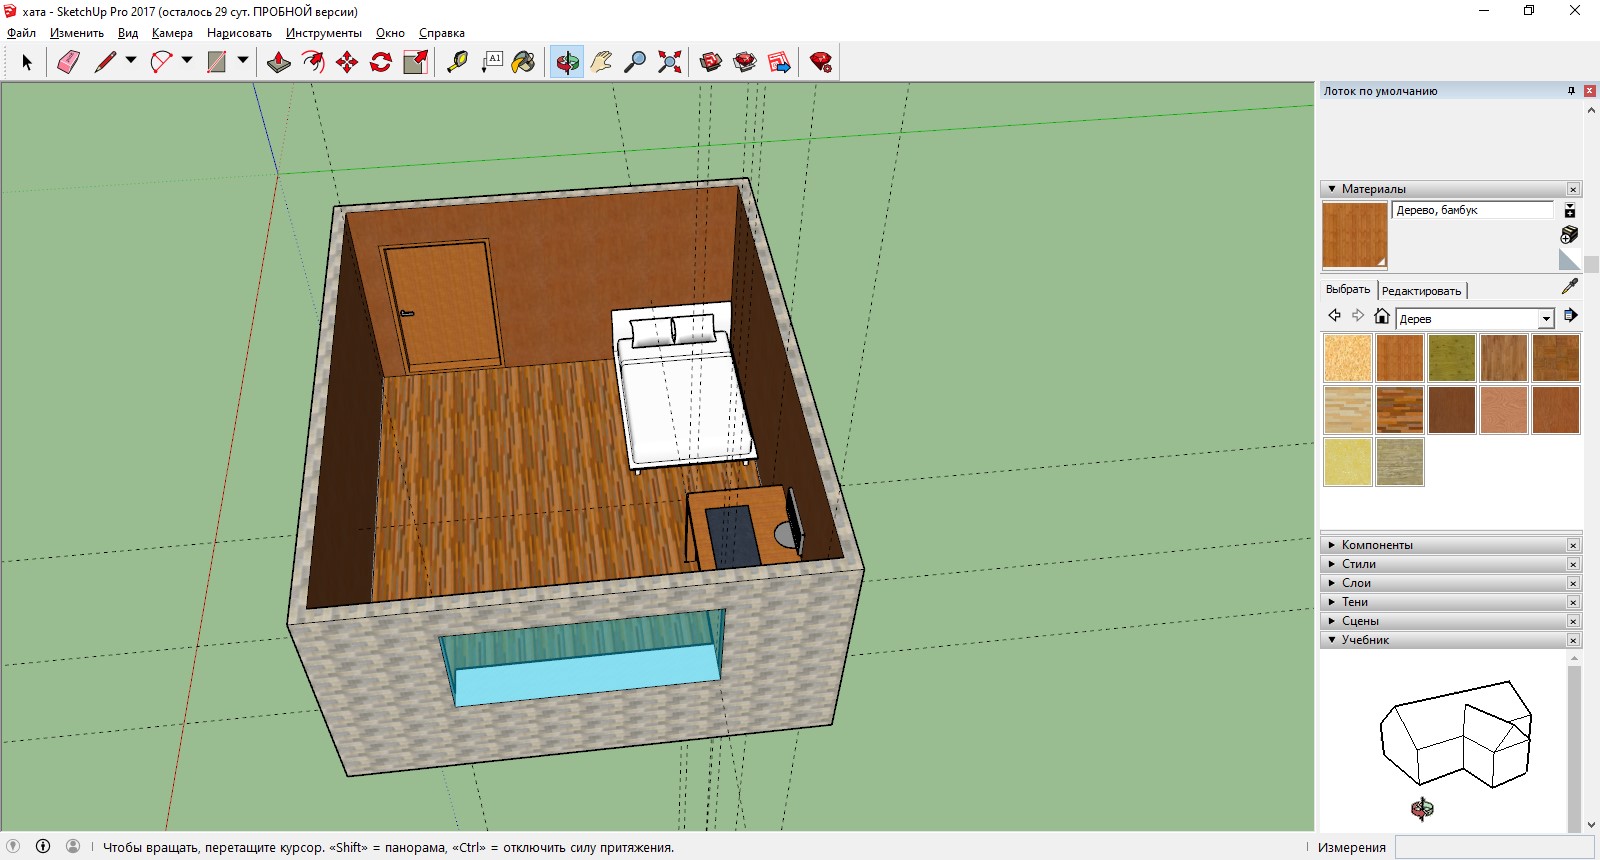 хата - SketchUp Pro 2017 (осталось 29 сут. ПРОБНОЙ версии)
Файл Изменить Вид Камера Нарисовать Инструменты Окно Справка
A1
Лоток по умолчанию
Материалы
Дерево, бамбук
Выбрать Редактировать
Дерев
Компоненты
Стили
Слои
Тени
Сцены
Учебник
Чтобы вращать, перетащите курсор. «Shift» = панорама, «Ctrl» = отключить силу притяжения.
Измерения